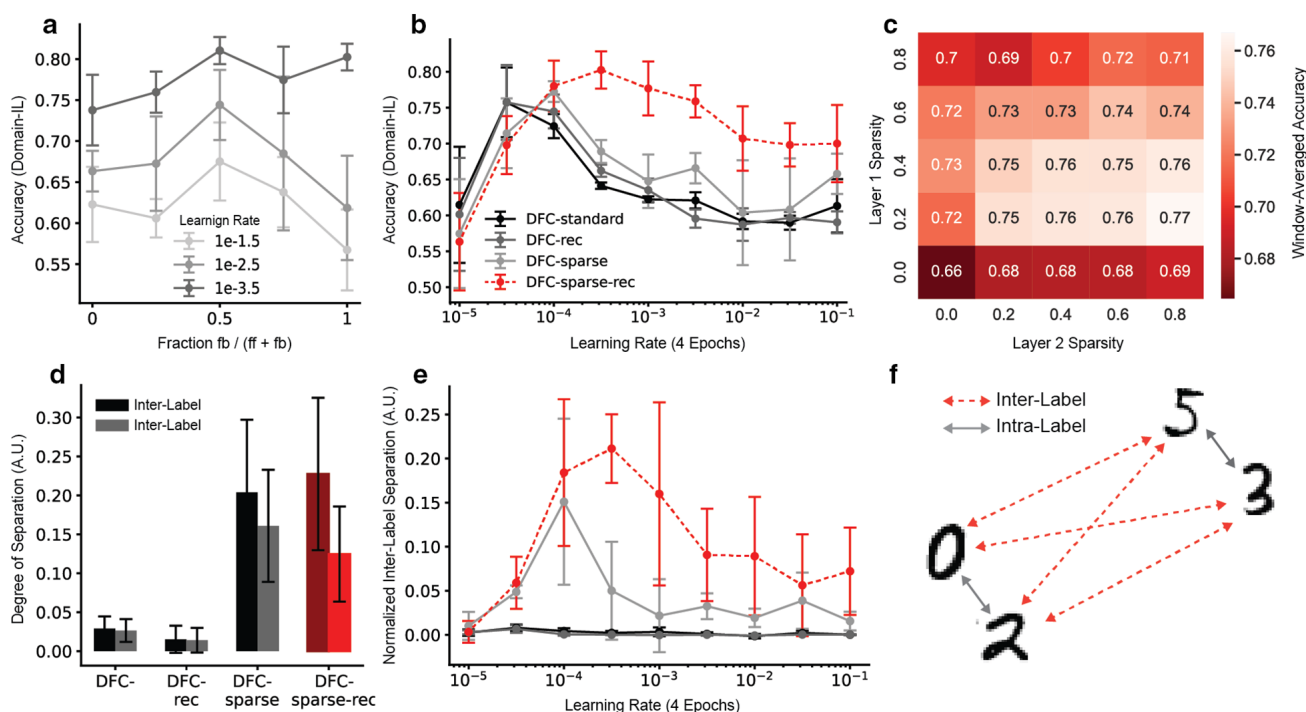 a
Accuracy (Domain-IL)
0.80
0.75
0.70
0.65
0.60
0.55
Learnign Rate
1e-1.5
1e-2.5
1e-3.5
0 0.5 1
Fraction fb / (ff + fb)
b
Accuracy (Domain-IL)
0.80
0.75
0.70
0.65
0.60
0.55
0.50
DFC-standard
DFC-rec
DFC-sparse
DFC-sparse-rec
10−5 10−4 10−3 10−2 10−1
Learning Rate (4 Epochs)
c
Layer 1 Sparsity
0.8 0.7 0.69 0.7 0.72 0.71
0.6 0.72 0.73 0.73 0.74 0.74
0.4 0.73 0.75 0.76 0.75 0.76
0.2 0.72 0.75 0.76 0.76 0.77
0.0 0.66 0.68 0.68 0.68 0.69
0.0 0.2 0.4 0.6 0.8
Layer 2 Sparsity
0.76
0.74
0.72
0.70
0.68
Window-Averaged Accuracy
d
Degree of Separation (A.U.)
0.30
0.25
0.20
0.15
0.10
0.05
0.00
Inter-Label
Inter-Label
DFC-
DFC-
rec
DFC-
sparse
DFC-
sparse-rec
e
Normalized Inter-Label Separation (A.U.)
0.25
0.20
0.15
0.10
0.05
0.00
10−5 10−4 10−3 10−2 10−1
Learning Rate (4 Epochs)
f
Inter-Label
Intra-Label
5
3
0
2